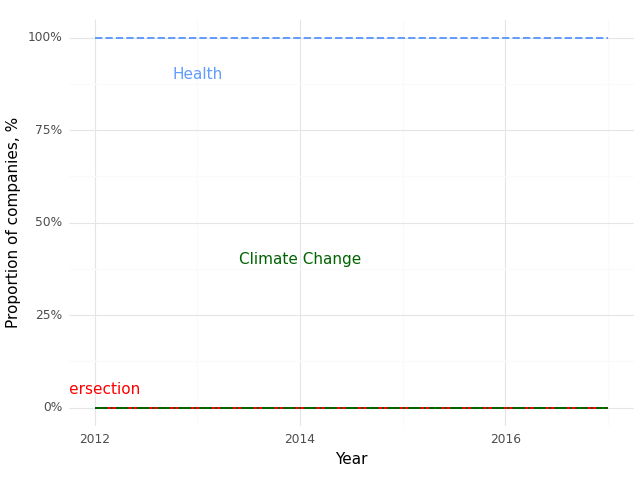 100%
Health
75%
50%
Climate Change
25%
ersection
0%
2012 2014 2016
Year
Proportion of companies, %